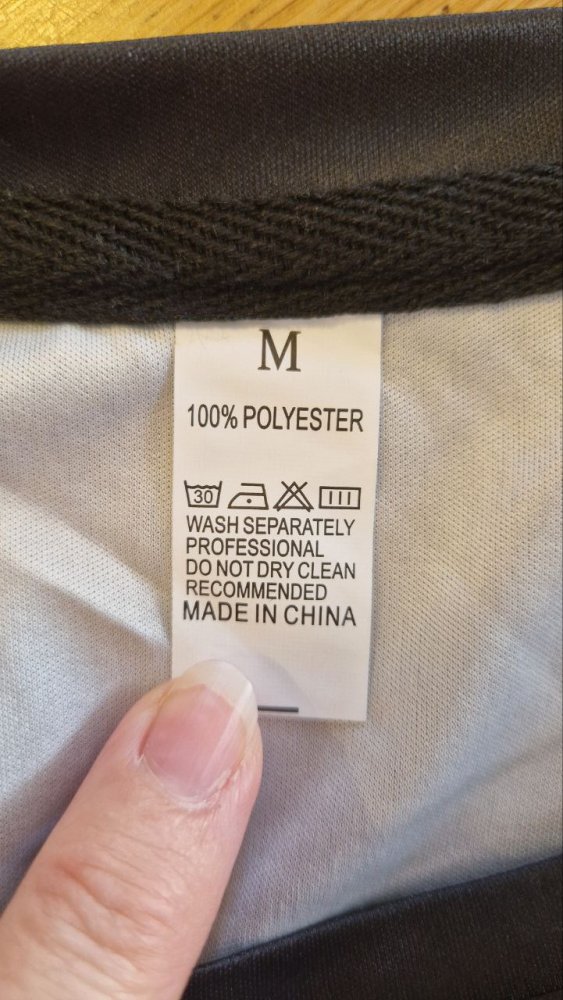 M
100% POLYESTER
30
WASH SEPARATELY
PROFESSIONAL
DO NOT DRY CLEAN
RECOMMENDED
MADE IN CHINA